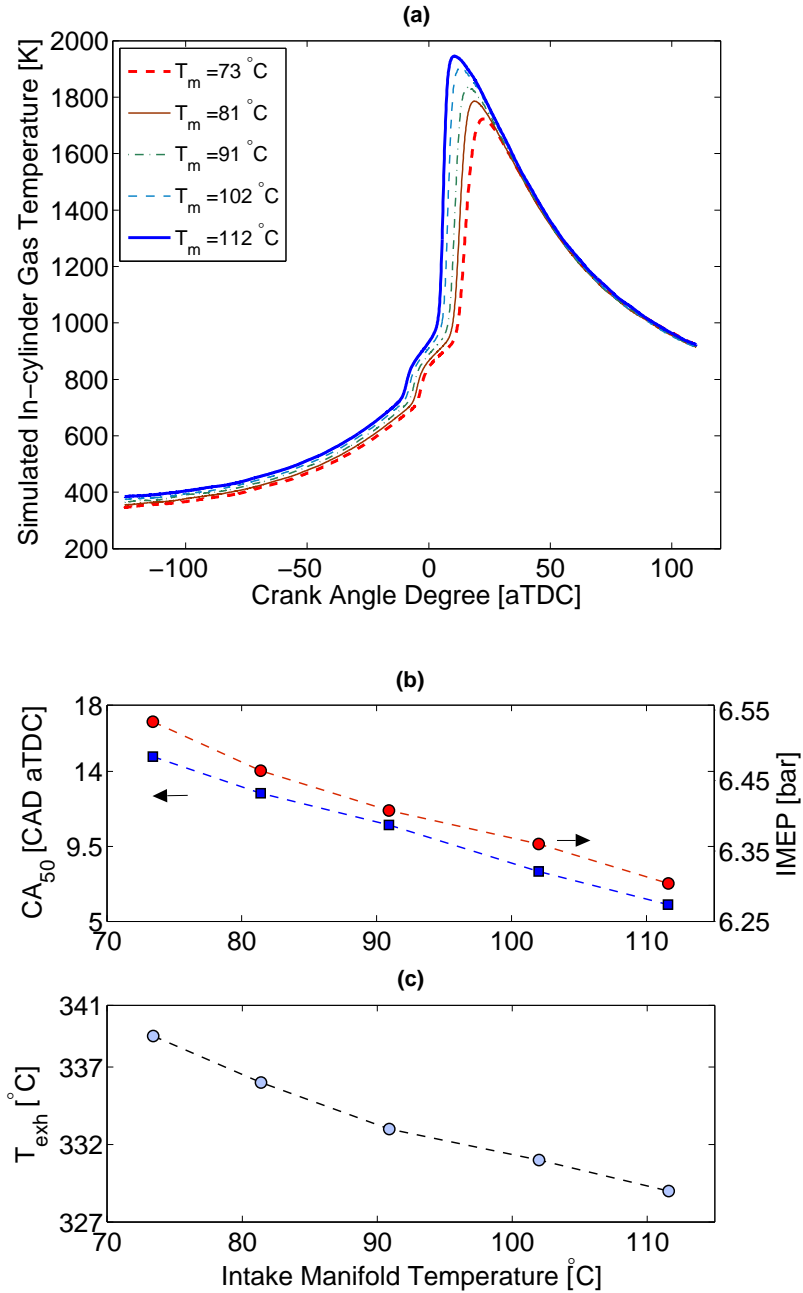 (a)
Simulated In−cylinder Gas Temperature [K]
2000
1800
1600
1400
1200
1000
800
600
400
200
T_m =73 °C
T_m =81 °C
T_m =91 °C
T_m =102 °C
T_m =112 °C
−100 −50 0 50 100
Crank Angle Degree [aTDC]
(b)
CA_50 [CAD aTDC]
18
14
9.5
5
6.55
6.45
6.35
6.25
IMEP [bar]
70 80 90 100 110
(c)
T_exh [°C]
341
337
332
327
70 80 90 100 110
Intake Manifold Temperature [°C]